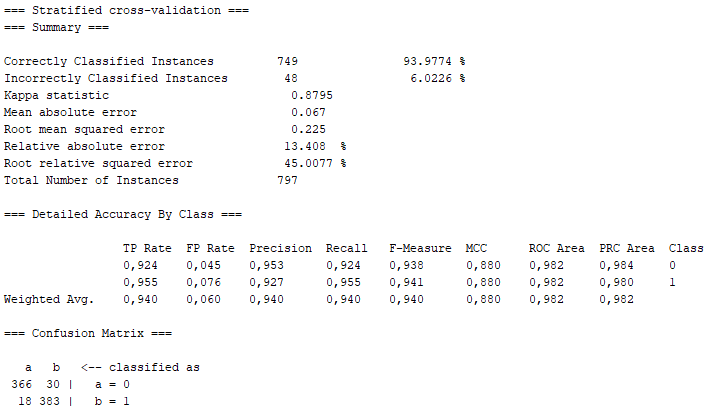 === Stratified cross-validation ===
=== Summary ===
Correctly Classified Instances 749 93.9774 %
Incorrectly Classified Instances 48 6.0226 %
Kappa statistic 0.8795
Mean absolute error 0.067
Root mean squared error 0.225
Relative absolute error 13.408 %
Root relative squared error 45.0077 %
Total Number of Instances 797
=== Detailed Accuracy By Class ===
TP Rate FP Rate Precision Recall F-Measure MCC ROC Area PRC Area Class
0,924 0,045 0,953 0,924 0,938 0,880 0,982 0,984 0
0,955 0,076 0,927 0,955 0,941 0,880 0,982 0,980 1
Weighted Avg. 0,940 0,060 0,940 0,940 0,940 0,880 0,982 0,982
=== Confusion Matrix ===
a b <-- classified as
366 30 | a = 0
18 383 | b = 1